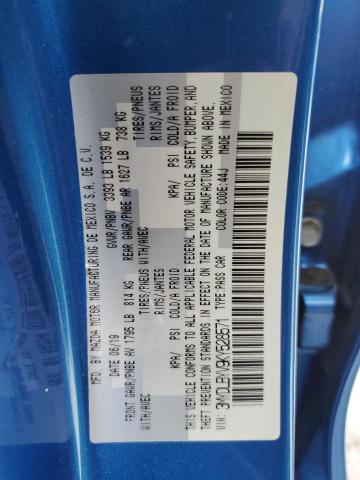 MFD BY MAZDA MOTOR MANUFACTURING DE MEXICO S.A. DE C.V.
DATE 06/19 GVWR/PNBV 3393 LB 1539 KG
FRONT GAWR/PNBE AV 1795 LB 814 KG REAR GAWR/PNBE AR 1627 LB 738 KG
WITH/AVEC TIRES/PNEUS WITH/AVEC TIRES/PNEUS
RIMS/JANTES RIMS/JANTES
KPA/ PSI COLD/A FROID KPA/ PSI COLD/A FROID
THIS VEHICLE CONFORMS TO ALL APPLICABLE FEDERAL MOTOR VEHICLE SAFETY, BUMPER, AND
THEFT PREVENTION STANDARDS IN EFFECT ON THE DATE OF MANUFACTURE SHOWN ABOVE.
TYPE: PASS CAR COLOR CODE: 44J MADE IN MEXICO